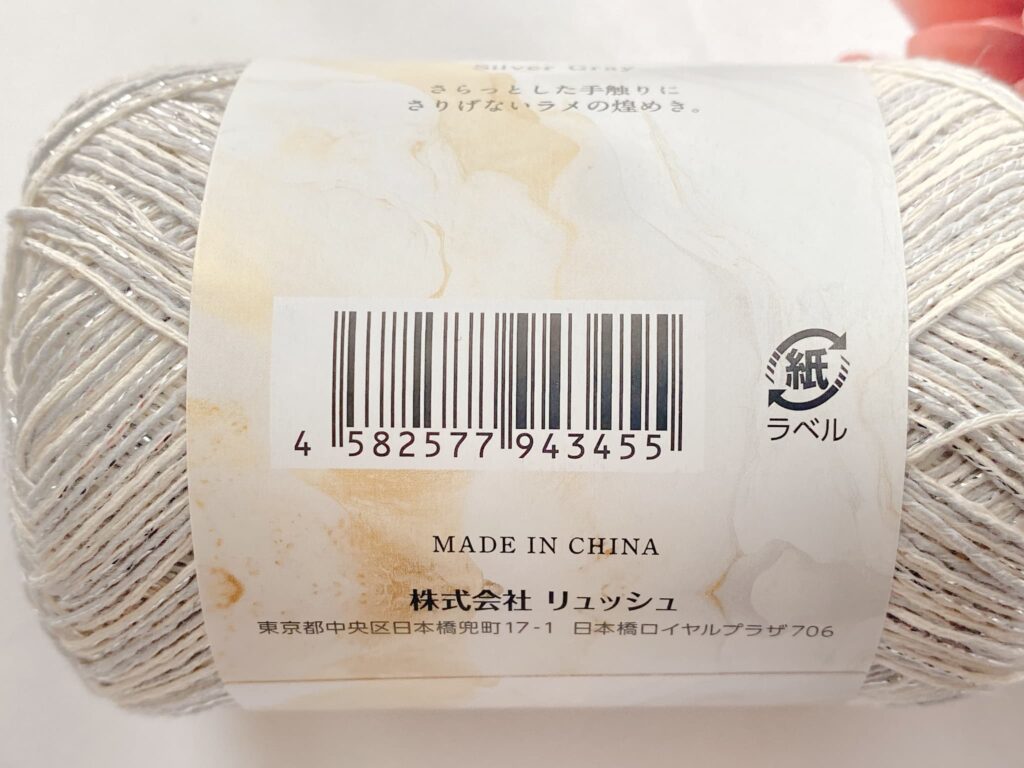 Silver Gray
さらっとした手触りに
さりげないラメの煌めき。
4 582577 943455
紙
ラベル
MADE IN CHINA
株式会社 リュッシュ
東京都中央区日本橋兜町17-1 日本橋ロイヤルプラザ706